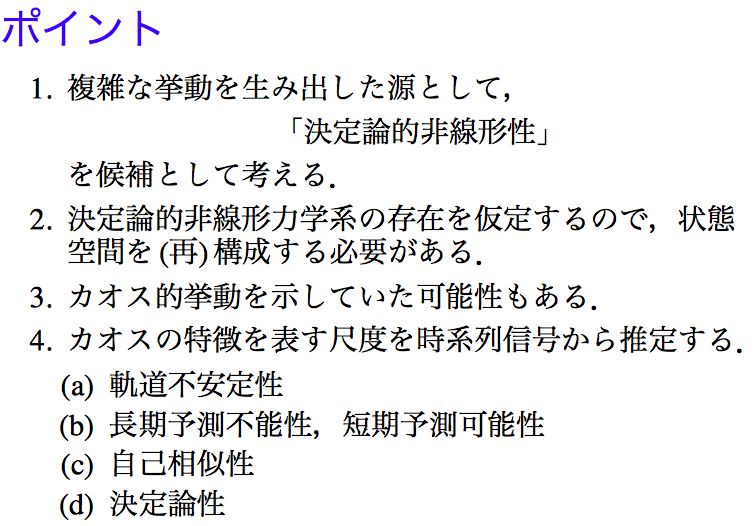 ポイント
1. 複雑な挙動を生み出した源として，
「決定論的非線形性」
を候補として考える．
2. 決定論的非線形力学系の存在を仮定するので，状態
空間を(再)構成する必要がある．
3. カオス的挙動を示していた可能性もある．
4. カオスの特徴を表す尺度を時系列信号から推定する．
(a) 軌道不安定性
(b) 長期予測不能性，短期予測可能性
(c) 自己相似性
(d) 決定論性